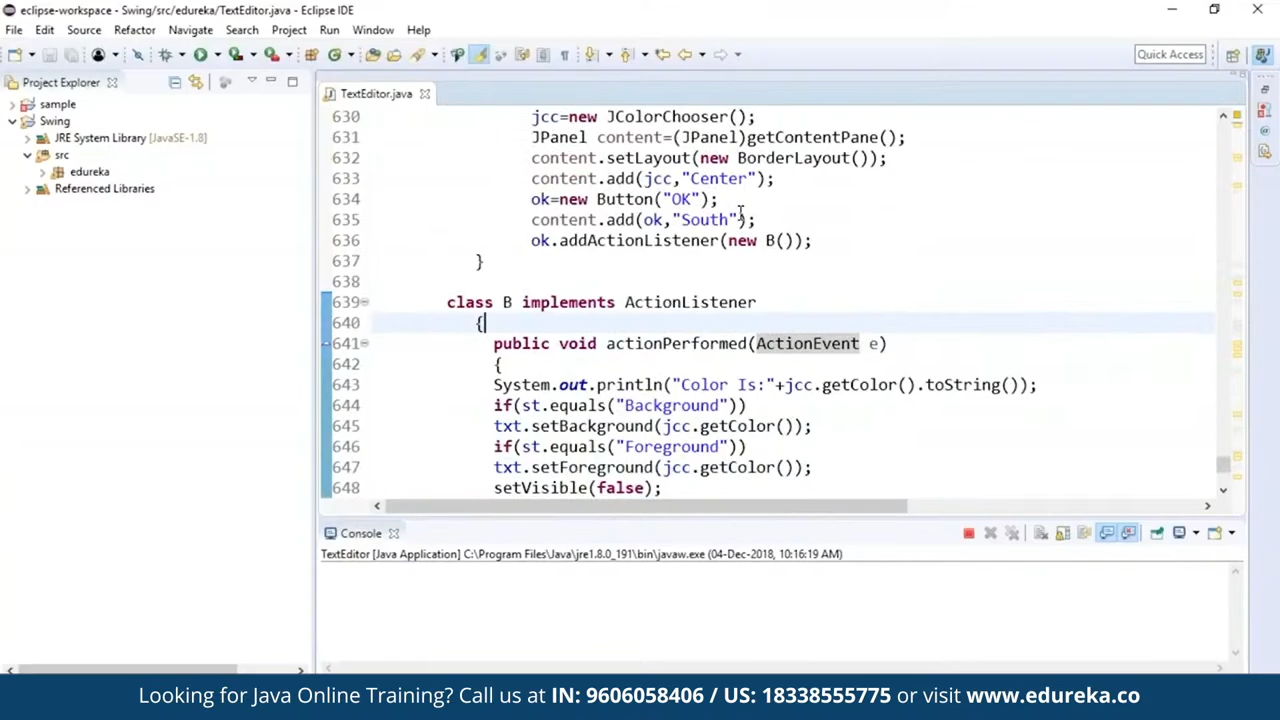 eclipse-workspace - Swing/src/edureka/TextEditor.java - Eclipse IDE
File Edit Source Refactor Navigate Search Project Run Window Help
Quick Access
Project Explorer
sample
Swing
JRE System Library [JavaSE-1.8]
src
edureka
Referenced Libraries
TextEditor.java
630 jcc=new JColorChooser();
631 JPanel content=(JPanel)getContentPane();
632 content.setLayout(new BorderLayout());
633 content.add(jcc,"Center");
634 ok=new Button("OK");
635 content.add(ok,"South");
636 ok.addActionListener(new B());
637 }
638
639 class B implements ActionListener
640 {
641 public void actionPerformed(ActionEvent e)
642 {
643 System.out.println("Color Is:"+jcc.getColor().toString());
644 if(st.equals("Background"))
645 txt.setBackground(jcc.getColor());
646 if(st.equals("Foreground"))
647 txt.setForeground(jcc.getColor());
648 setVisible(false);
Console
TextEditor [Java Application] C:\Program Files\Java\jre1.8.0_191\bin\javaw.exe (04-Dec-2018, 10:16:19 AM)
Looking for Java Online Training? Call us at IN: 9606058406 / US: 18338555775 or visit www.edureka.co